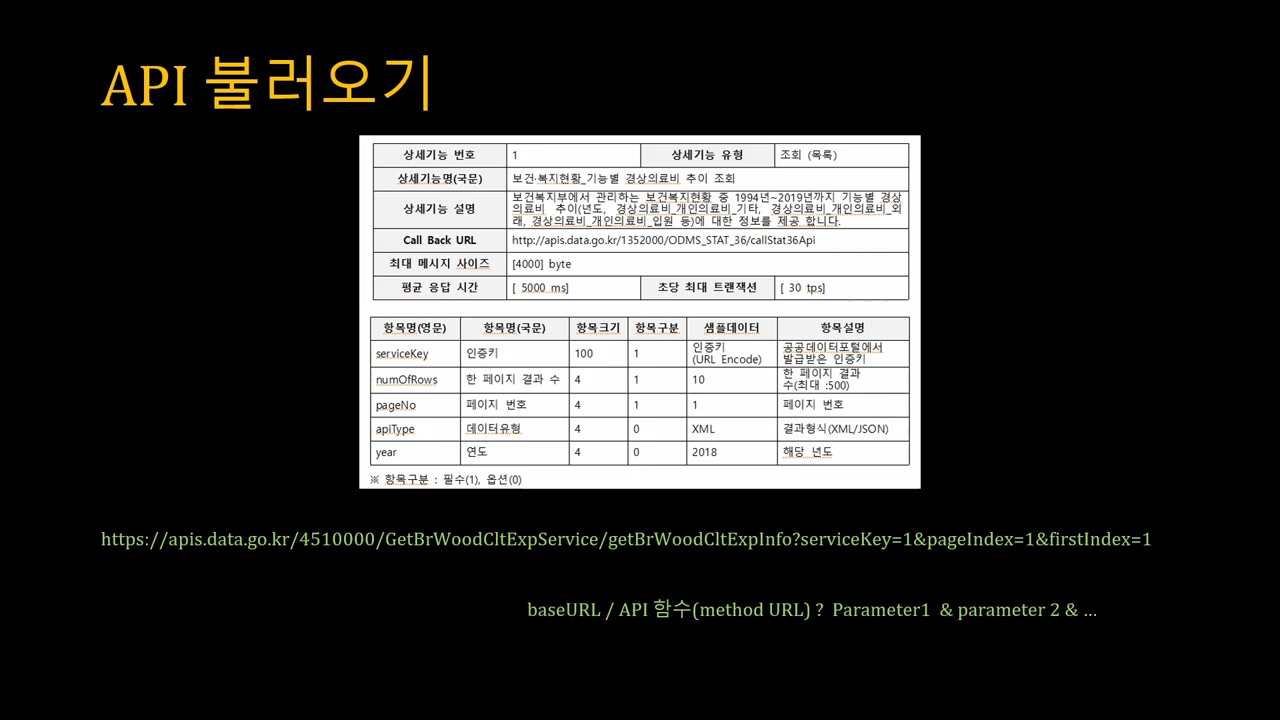 API 불러오기
상세기능 번호 1 상세기능 유형 조회 (목록)
상세기능명(국문) 보건·복지현황_기능별 경상의료비 추이 조회
상세기능 설명 보건복지부에서 관리하는 보건복지현황 중 1994년~2019년까지 기능별 경상
의료비 추이(년도, 경상의료비_개인의료비_기타, 경상의료비_개인의료비_외
래, 경상의료비_개인의료비_입원 등)에 대한 정보를 제공 합니다.
Call Back URL http://apis.data.go.kr/1352000/ODMS_STAT_36/callStat36Api
최대 메시지 사이즈 [4000] byte
평균 응답 시간 [ 5000 ms] 초당 최대 트랜잭션 [ 30 tps]
항목명(영문) 항목명(국문) 항목크기 항목구분 샘플데이터 항목설명
serviceKey 인증키 100 1 인증키 (URL Encode) 공공데이터포털에서 발급받은 인증키
numOfRows 한 페이지 결과 수 4 1 10 한 페이지 결과 수(최대 :500)
pageNo 페이지 번호 4 1 1 페이지 번호
apiType 데이터유형 4 0 XML 결과형식(XML/JSON)
year 연도 4 0 2018 해당 년도
※ 항목구분 : 필수(1), 옵션(0)
https://apis.data.go.kr/4510000/GetBrWoodCltExpService/getBrWoodCltExpInfo?serviceKey=1&pageIndex=1&firstIndex=1
baseURL / API 함수(method URL) ? Parameter1 & parameter 2 & ...